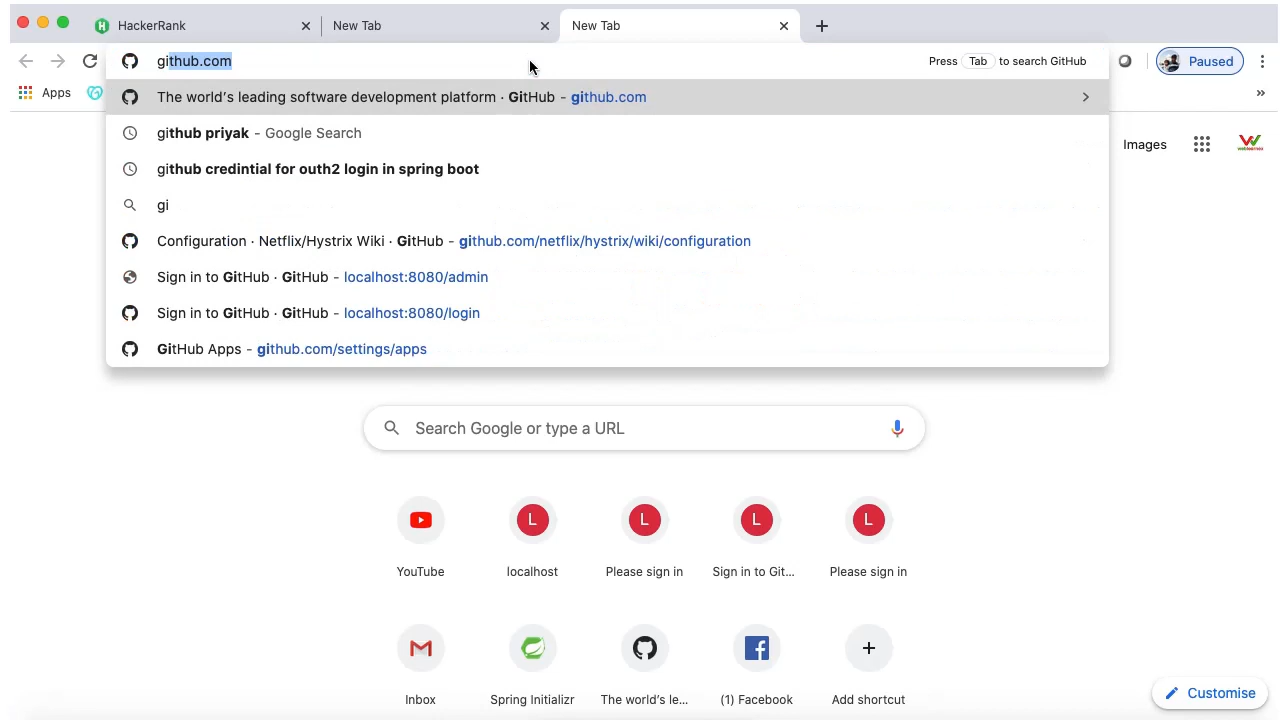 HackerRank
New Tab
New Tab
github.com
Press Tab to search GitHub
Paused
Apps
The world's leading software development platform · GitHub - github.com
github priyak - Google Search
github credintial for outh2 login in spring boot
gi
Configuration · Netflix/Hystrix Wiki · GitHub - github.com/netflix/hystrix/wiki/configuration
Sign in to GitHub · GitHub - localhost:8080/admin
Sign in to GitHub · GitHub - localhost:8080/login
GitHub Apps - github.com/settings/apps
Images
Search Google or type a URL
L
L
L
L
YouTube
localhost
Please sign in
Sign in to Git...
Please sign in
Inbox
Spring Initializr
The world's le...
(1) Facebook
Add shortcut
Customise